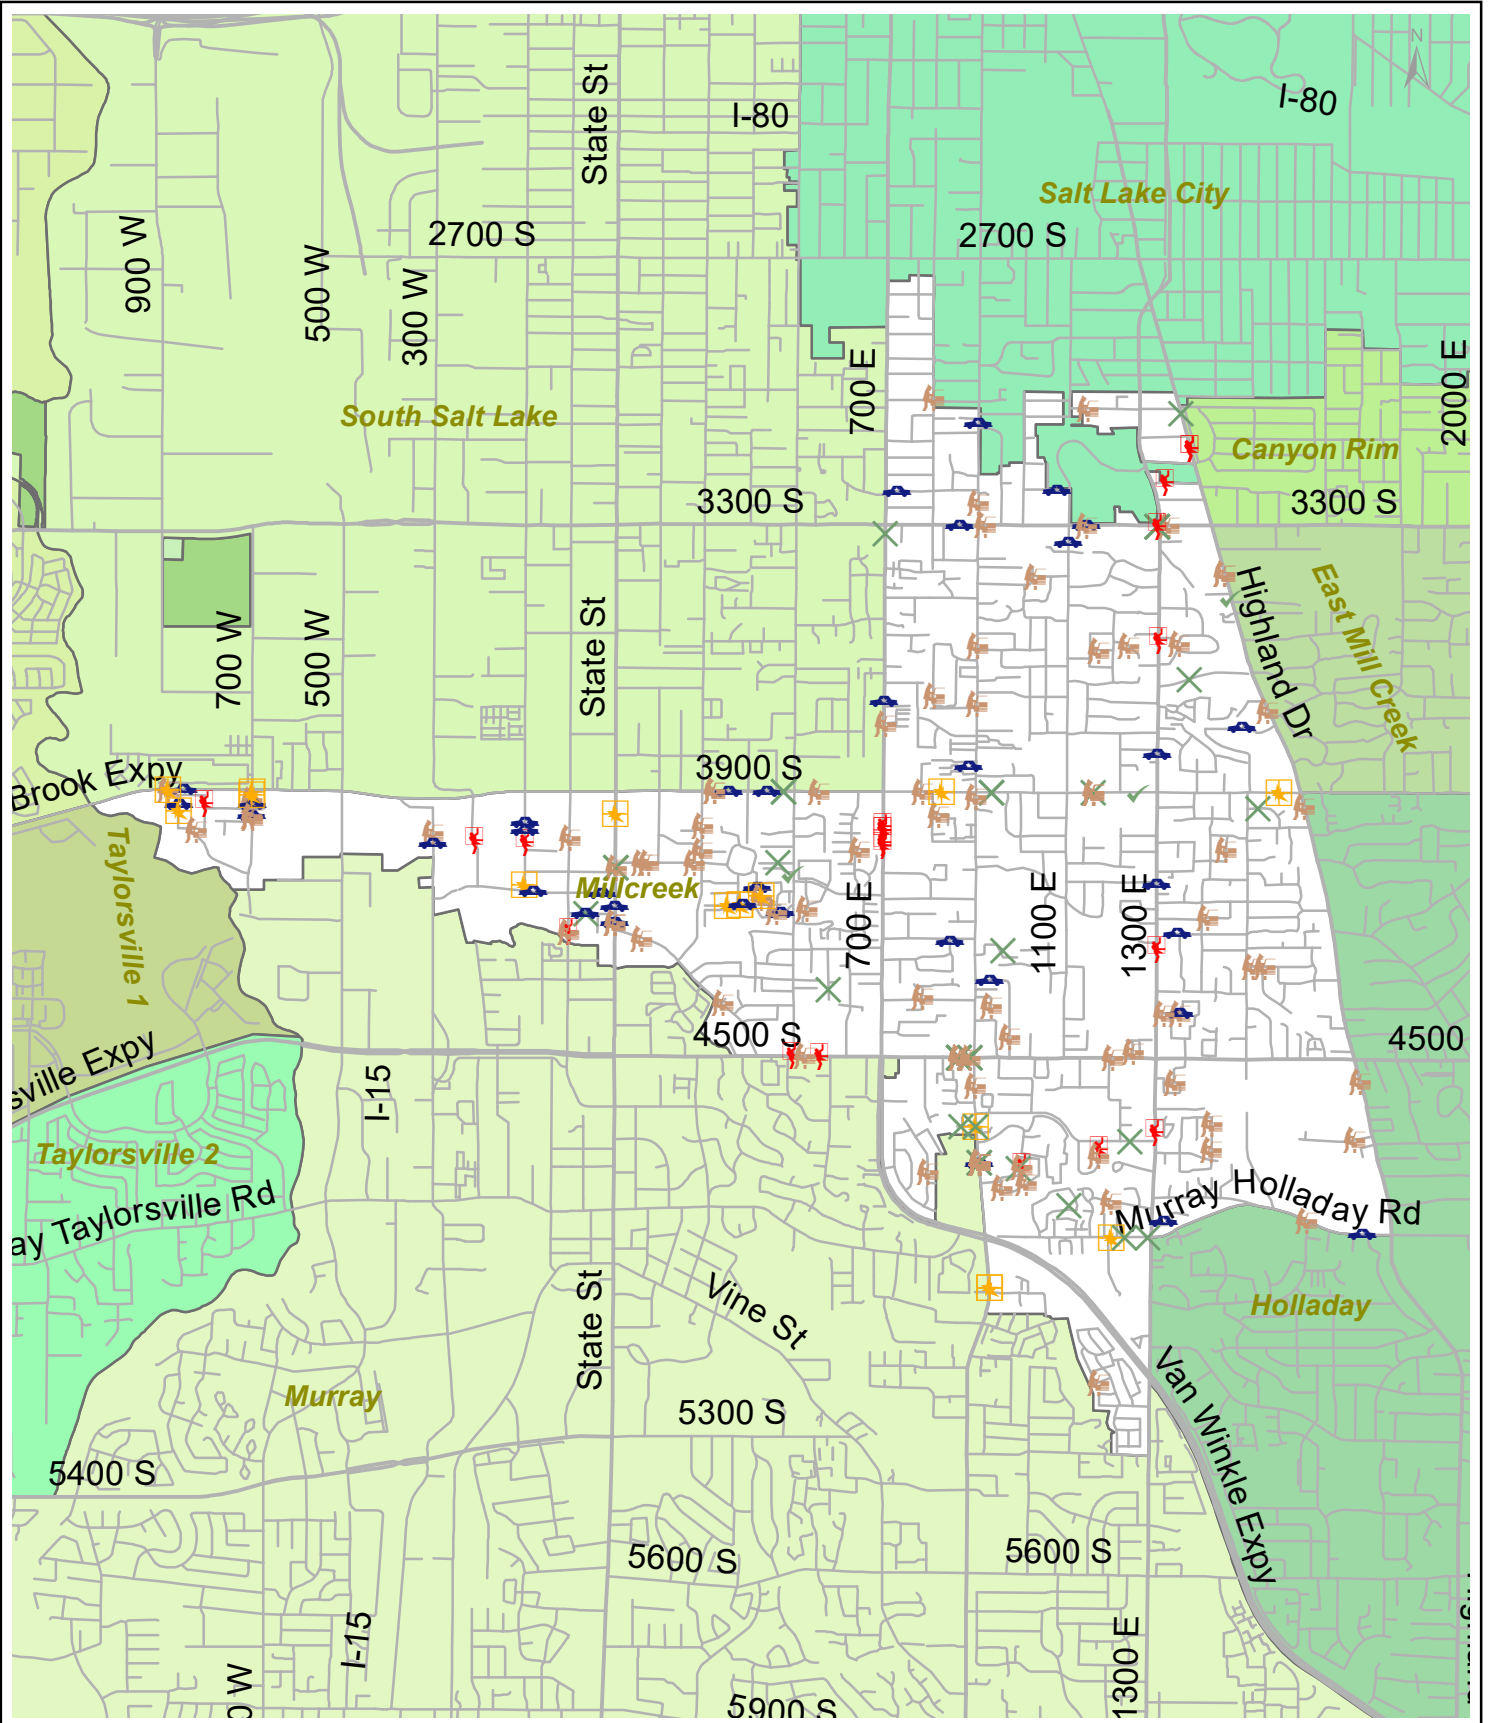 N
I-80
State St
I-80
Salt Lake City
900 W
2700 S
2700 S
500 W
300 W
700 E
2000 E
South Salt Lake
Canyon Rim
3300 S
3300 S
East Mill Creek
Highland Dr
700 W
500 W
State St
3900 S
Brook Expy
Taylorsville 1
Millcreek
700 E
1100 E
1300 E
4500 S
4500
sville Expy
I-15
Taylorsville 2
ay Taylorsville Rd
Murray Holladay Rd
State St
Vine St
Holladay
Murray
5300 S
Van Winkle Expy
5400 S
5600 S
5600 S
I-15
1300 E
0 W
5900 S